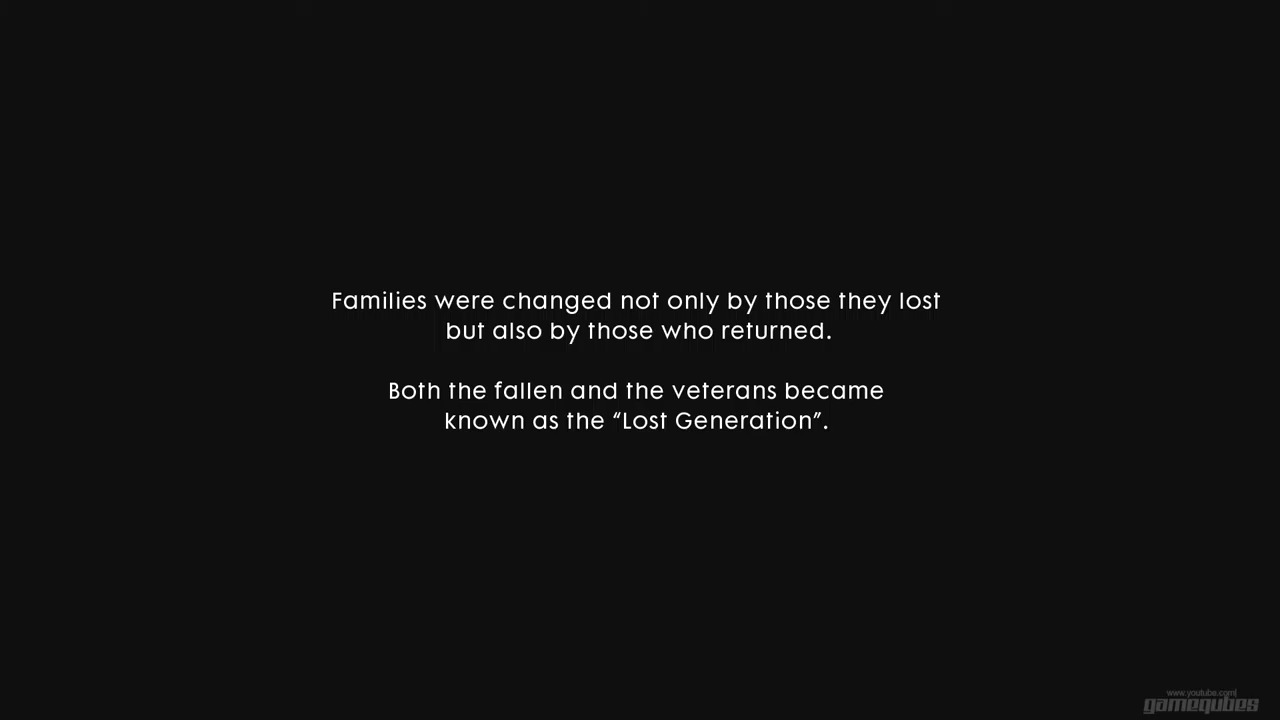 Families were changed not only by those they lost
but also by those who returned.
Both the fallen and the veterans became
known as the “Lost Generation”.
www.youtube.com/
gamequbes